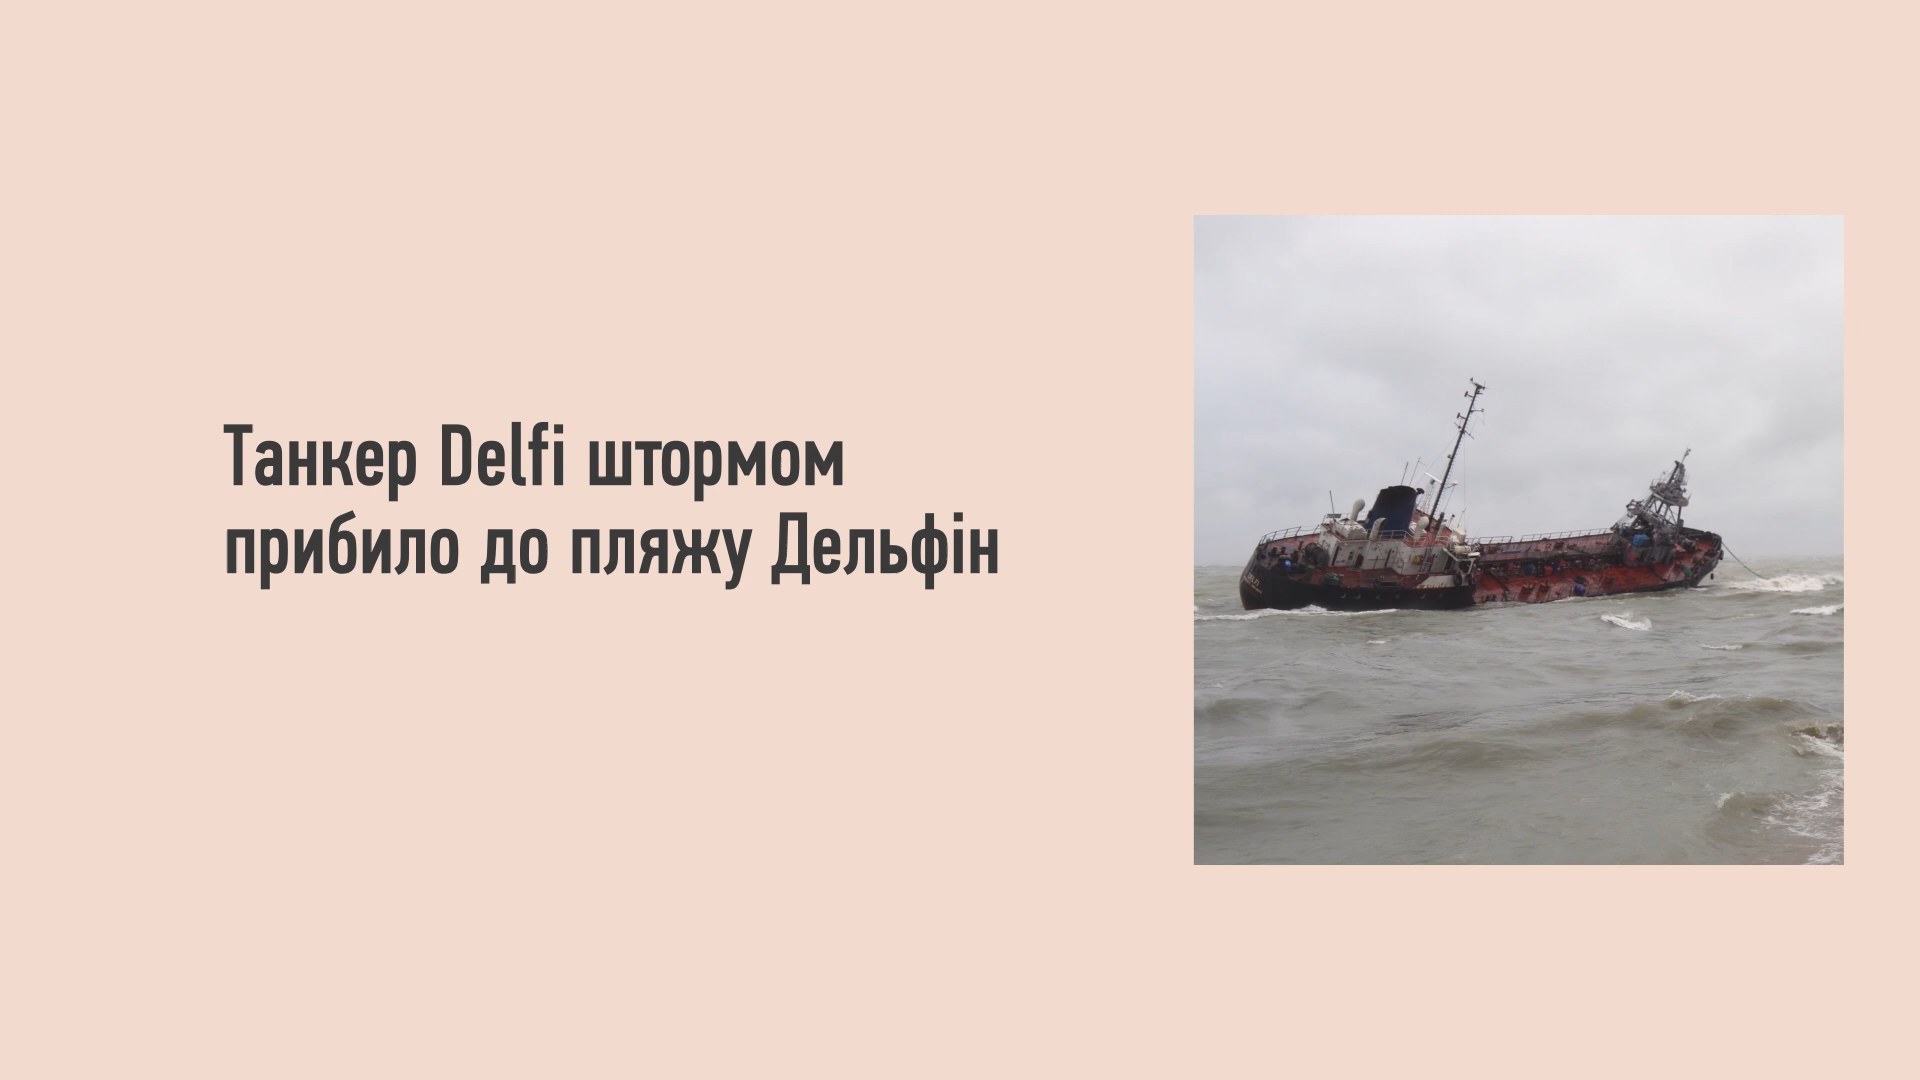 Танкер Delfi штормом
прибило до пляжу Дельфін